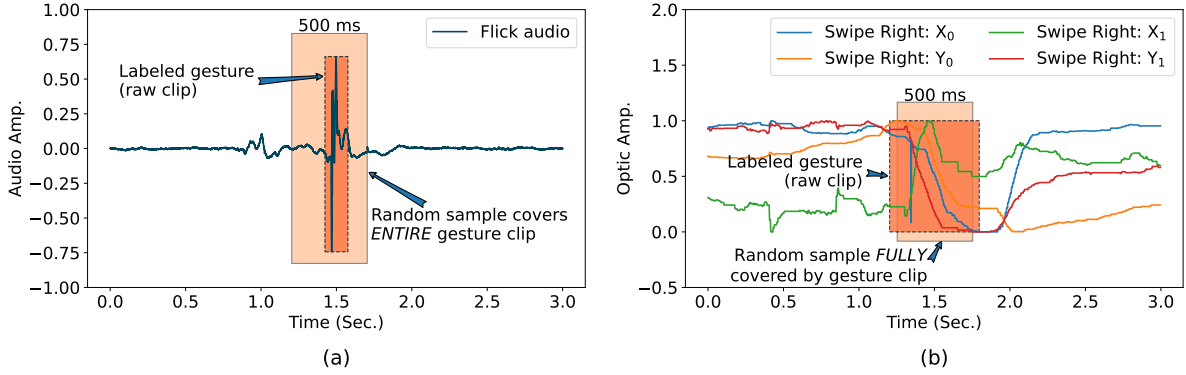 500 ms
Flick audio
Labeled gesture
(raw clip)
Random sample covers
ENTIRE gesture clip
1.00
0.75
0.50
0.25
0.00
−0.25
−0.50
−0.75
−1.00
Audio Amp.
0.0 0.5 1.0 1.5 2.0 2.5 3.0
Time (Sec.)
(a)
Swipe Right: X0 Swipe Right: X1
Swipe Right: Y0 Swipe Right: Y1
500 ms
Labeled gesture
(raw clip)
Random sample FULLY
covered by gesture clip
2.0
1.5
1.0
0.5
0.0
−0.5
Optic Amp.
0.0 0.5 1.0 1.5 2.0 2.5 3.0
Time (Sec.)
(b)